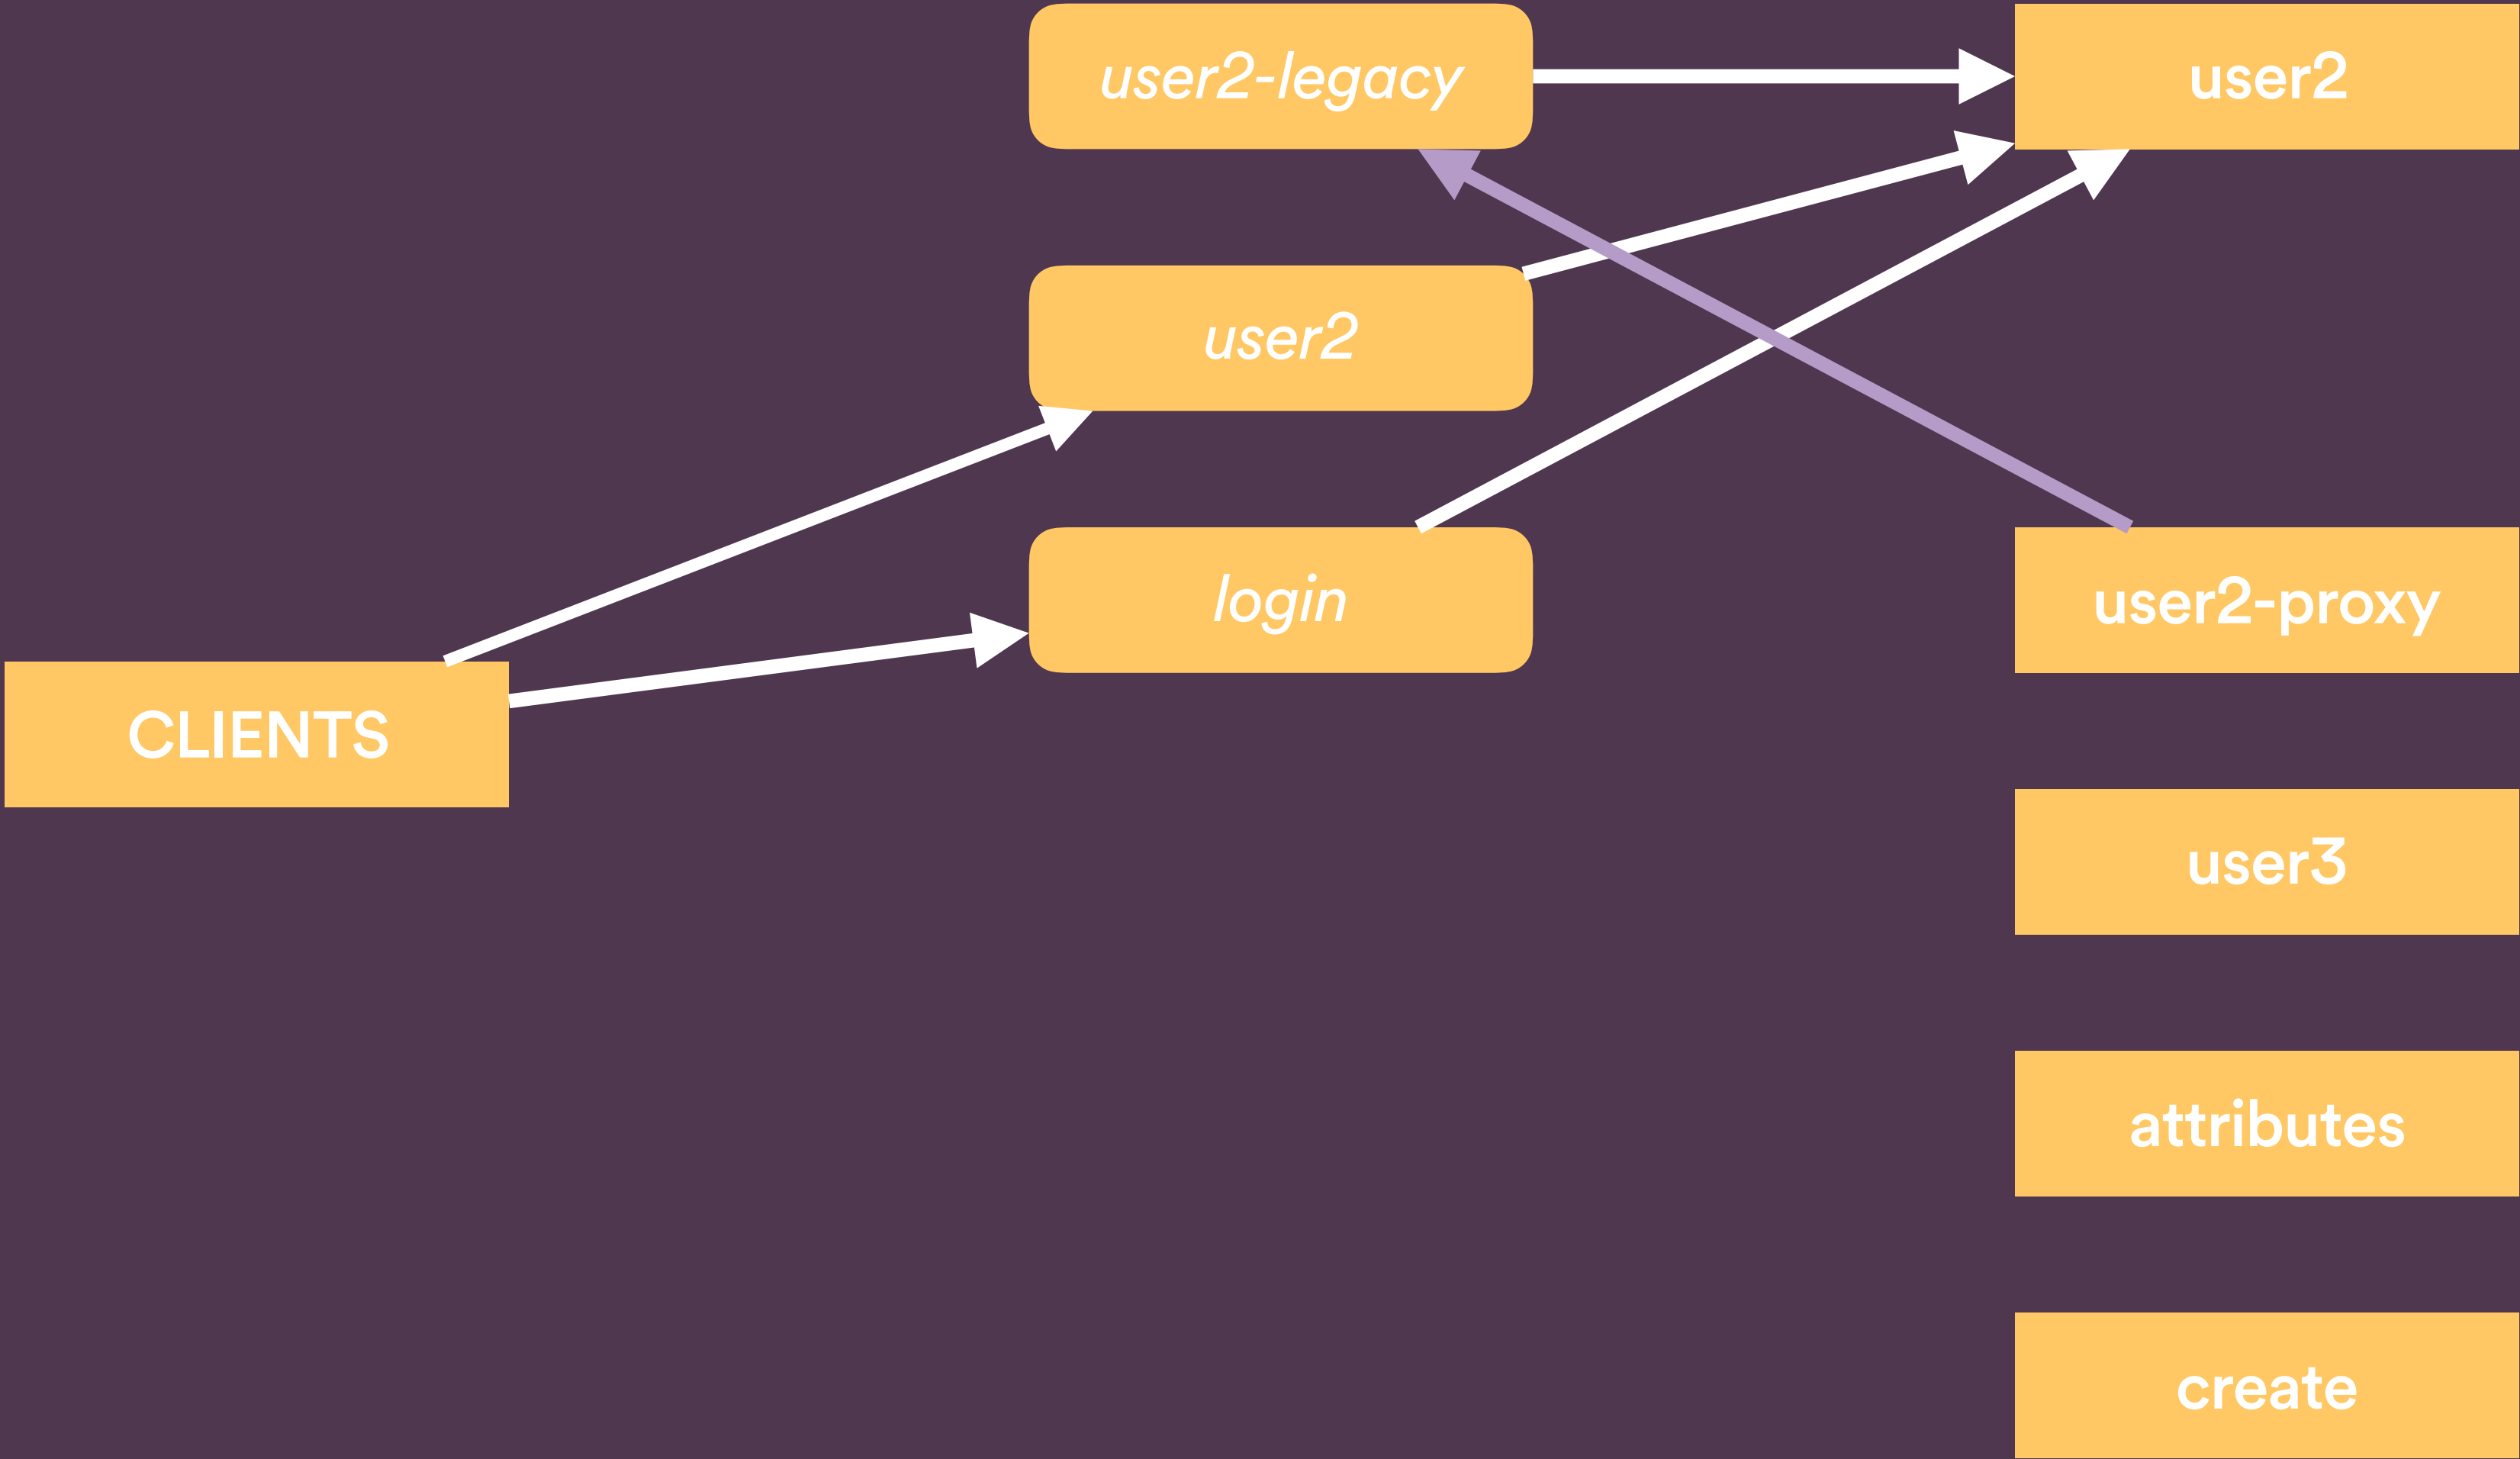 user2-legacy
user2
user2
login
user2-proxy
CLIENTS
user3
attributes
create